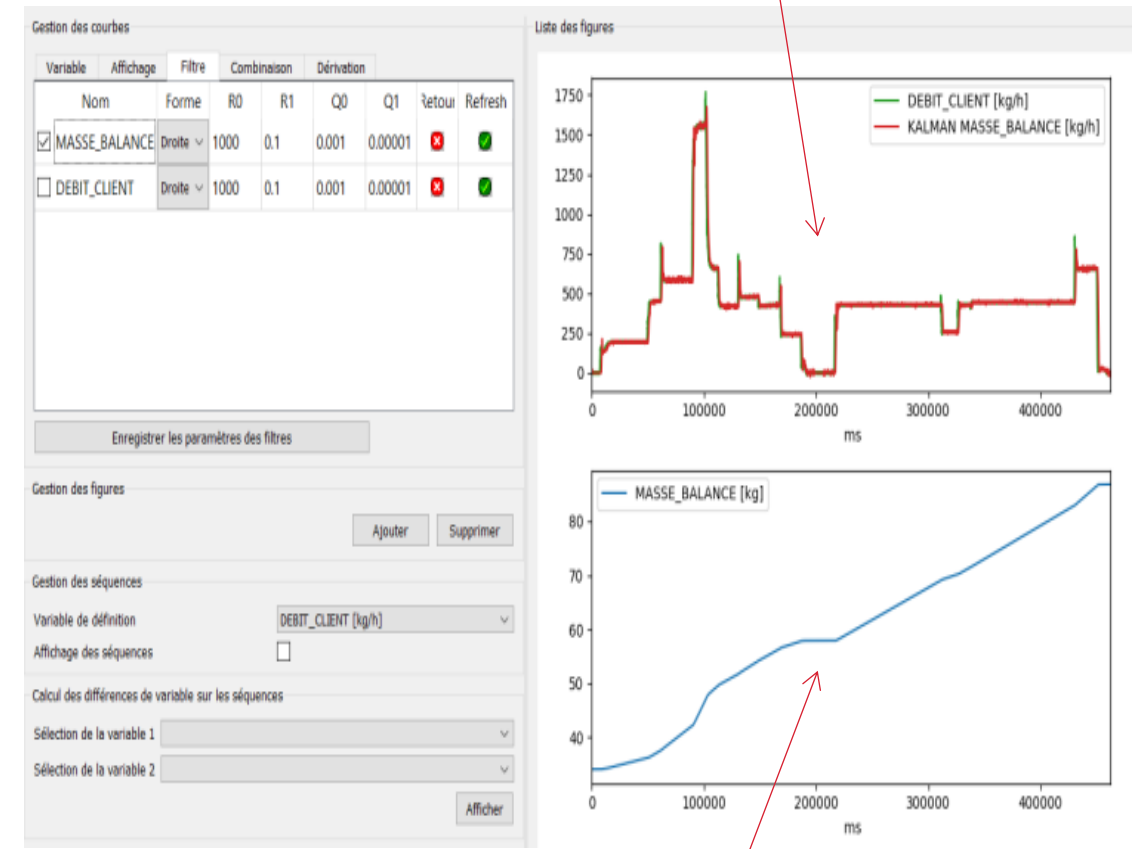 Gestion des courbes
Variable Affichage Filtre Combinaison Dérivation
Nom Forme R0 R1 Q0 Q1 Retour Refresh
MASSE_BALANCE Droite 1000 0.1 0.001 0.00001
DEBIT_CLIENT Droite 1000 0.1 0.001 0.00001
Enregistrer les paramètres des filtres
Gestion des figures
Ajouter Supprimer
Gestion des séquences
Variable de définition DEBIT_CLIENT [kg/h]
Affichage des séquences
Calcul des différences de variable sur les séquences
Sélection de la variable 1
Sélection de la variable 2
Afficher
Liste des figures
DEBIT_CLIENT [kg/h]
KALMAN MASSE_BALANCE [kg/h]
1750
1500
1250
1000
750
500
250
0
0 100000 200000 300000 400000
ms
MASSE_BALANCE [kg]
80
70
60
50
40
0 100000 200000 300000 400000
ms